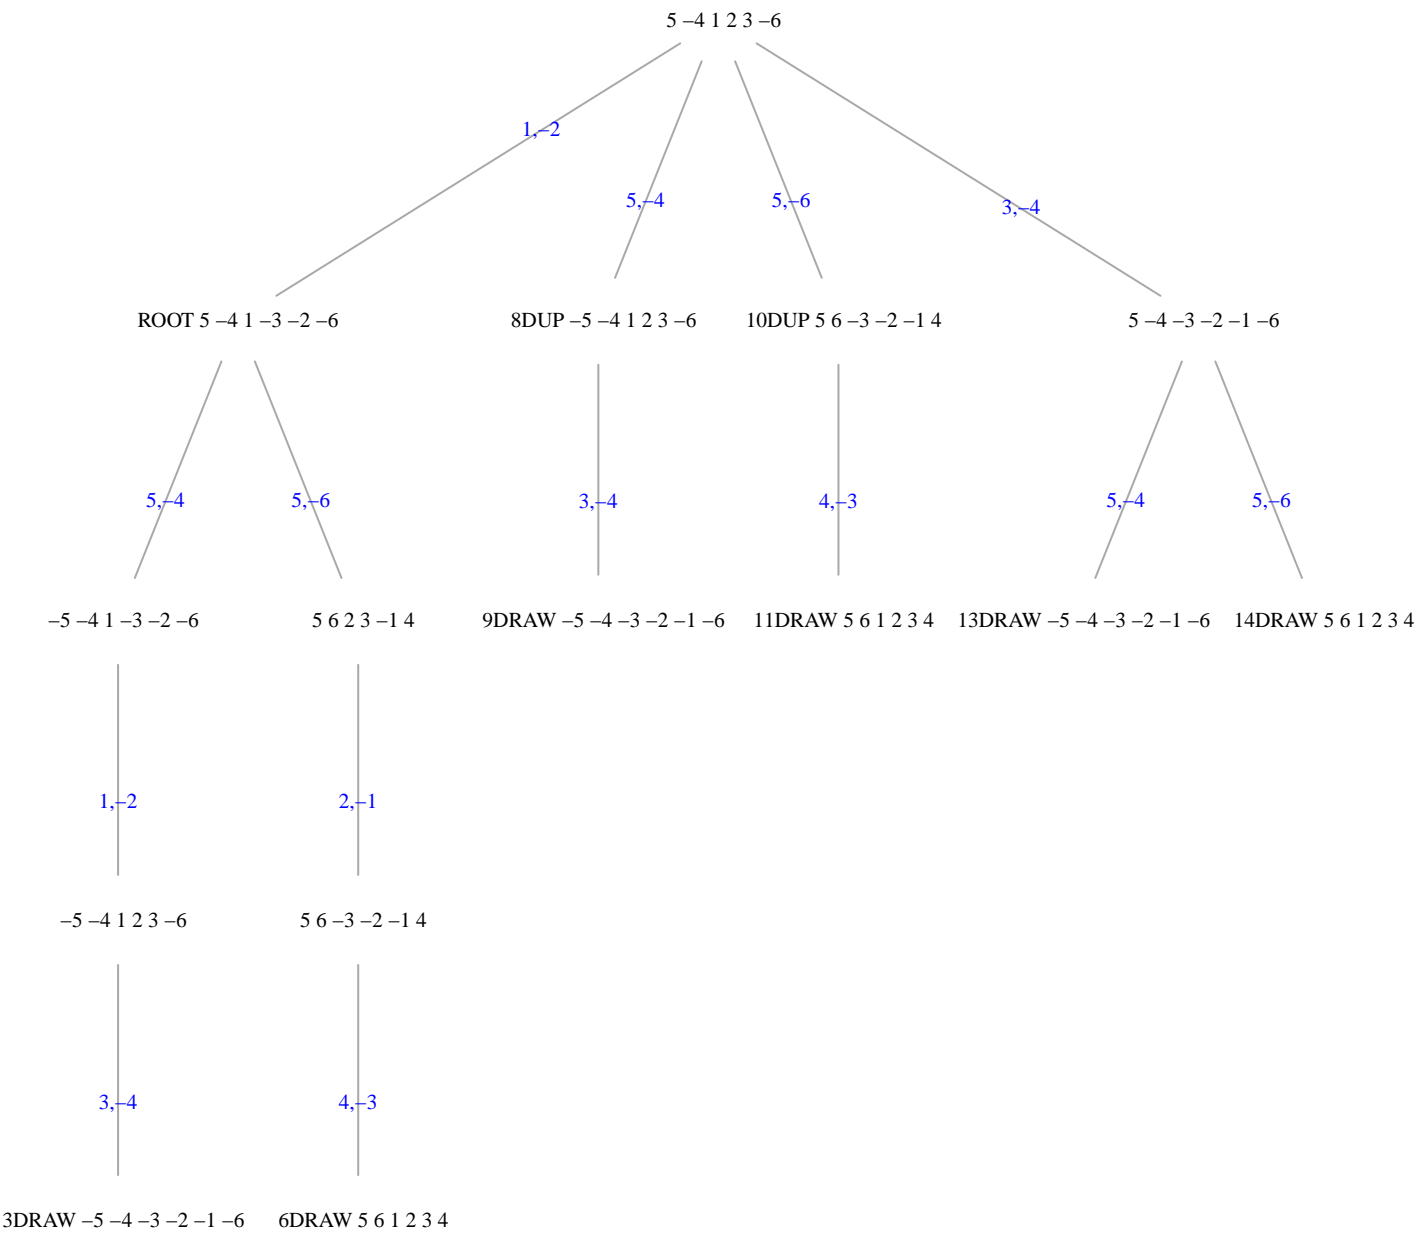 5 –4 1 2 3 –6
1,–2
5,–4
5,–6
3,–4
ROOT 5 –4 1 –3 –2 –6
8DUP –5 –4 1 2 3 –6
10DUP 5 6 –3 –2 –1 4
5 –4 –3 –2 –1 –6
5,–4
5,–6
3,–4
4,–3
5,–4
5,–6
–5 –4 1 –3 –2 –6
5 6 2 3 –1 4
9DRAW –5 –4 –3 –2 –1 –6
11DRAW 5 6 1 2 3 4
13DRAW –5 –4 –3 –2 –1 –6
14DRAW 5 6 1 2 3 4
1,–2
2,–1
–5 –4 1 2 3 –6
5 6 –3 –2 –1 4
3,–4
4,–3
3DRAW –5 –4 –3 –2 –1 –6
6DRAW 5 6 1 2 3 4